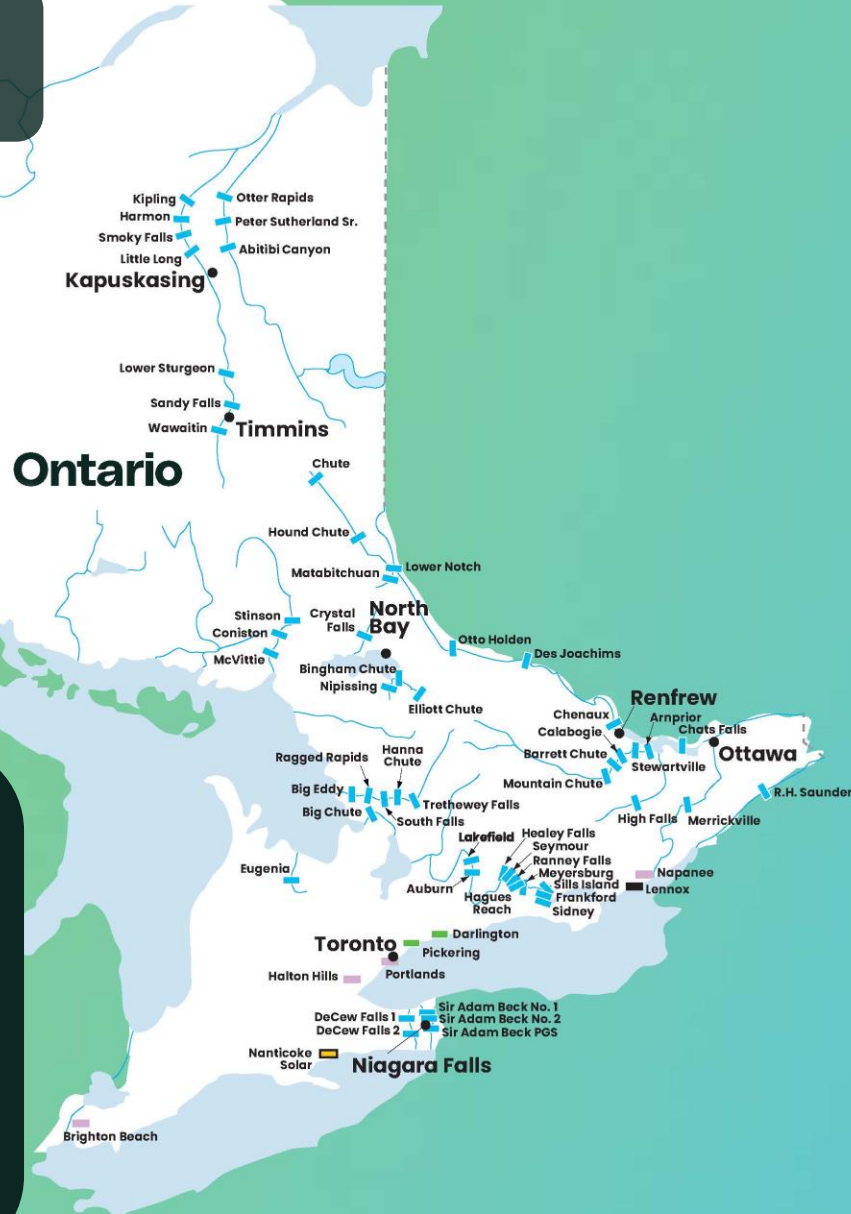 Kipling
Otter Rapids
Harmon
Peter Sutherland Sr.
Smoky Falls
Abitibi Canyon
Little Long
Kapuskasing
Lower Sturgeon
Sandy Falls
Wawaitin
Timmins
Ontario
Chute
Hound Chute
Lower Notch
Matabitchuan
North
Bay
Stinson
Crystal
Falls
Coniston
McVittie
Otto Holden
Des Joachims
Bingham Chute
Nipissing
Elliott Chute
Renfrew
Chenaux
Arnprior
Calabogie
Chats Falls
Ottawa
Barrett Chute
Stewartville
Mountain Chute
Hanna
Chute
Ragged Rapids
Big Eddy
Trethewey Falls
Big Chute
South Falls
R.H. Saunder
High Falls
Merrickville
Lakefield
Healey Falls
Seymour
Ranney Falls
Meyersburg
Sills Island
Frankford
Sidney
Eugenia
Auburn
Hagues
Reach
Napanee
Lennox
Darlington
Toronto
Pickering
Portlands
Halton Hills
Sir Adam Beck No. 1
DeCew Falls 1
Sir Adam Beck No. 2
DeCew Falls 2
Sir Adam Beck PGS
Nanticoke
Solar
Niagara Falls
Brighton Beach